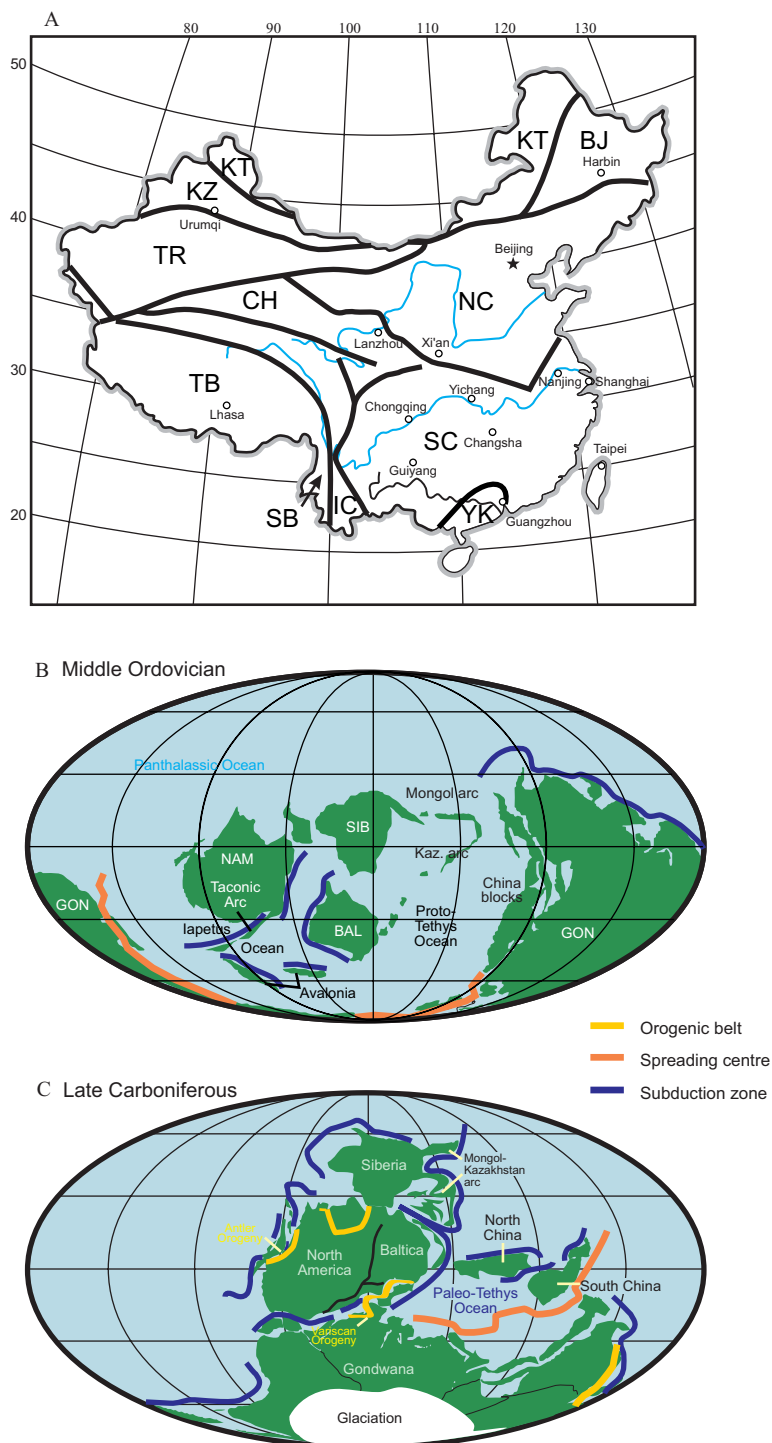 A
80 90 100 110 120 130
50
40
30
20
KT
KT
BJ
Harbin
KZ
Urumqi
TR
Beijing
CH
NC
Lanzhou
Xi'an
TB
Lhasa
Yichang
Nanjing
Shanghai
Chongqing
SC
Changsha
Guiyang
Taipei
SB
IC
YK
Guangzhou
B Middle Ordovician
Panthalassic Ocean
Mongol arc
SIB
NAM
Kaz. arc
Taconic
Arc
China
blocks
GON
Iapetus
Ocean
BAL
Proto-
Tethys
Ocean
GON
Avalonia
Orogenic belt
Spreading centre
Subduction zone
C Late Carboniferous
Siberia
Mongol-
Kazakhstan
arc
Antler
Orogeny
North
China
North
America
Baltica
South China
Paleo-Tethys
Ocean
Variscan
Orogeny
Gondwana
Glaciation